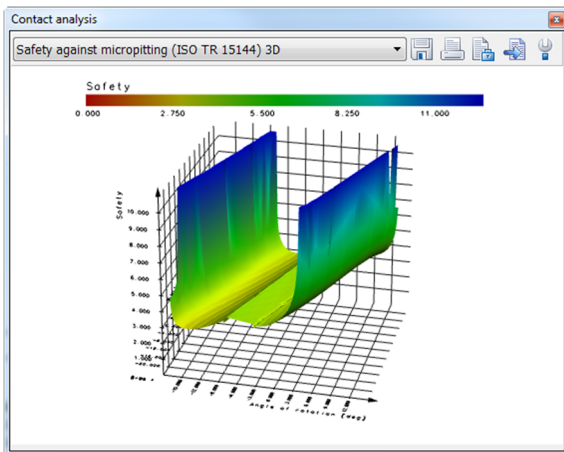 Contact analysis
Safety against micropitting (ISO TR 15144) 3D
Safety
0.000 2.750 5.500 8.250 11.000
Safety
10.000
9.000
8.000
7.000
6.000
5.000
4.000
3.000
2.000
Angle of rotation [deg]